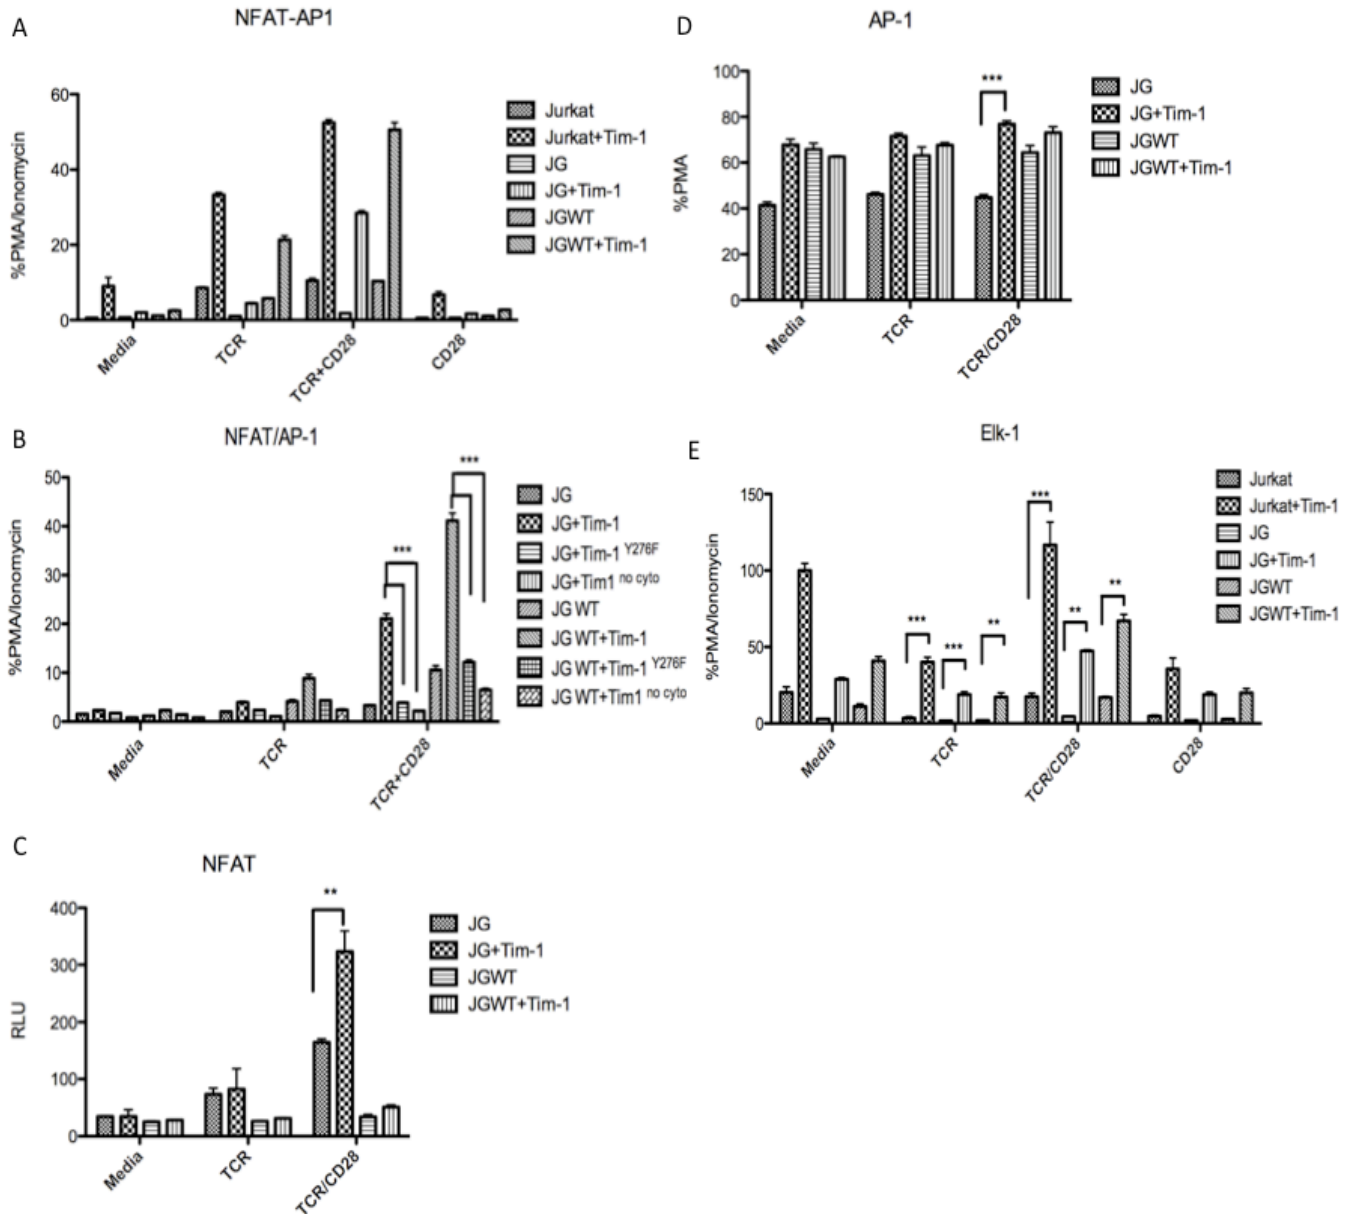 A
NFAT-AP1
%PMA/Ionomycin
60
40
20
0
Media
TCR
TCR+CD28
CD28
Jurkat
Jurkat+Tim-1
JG
JG+Tim-1
JGWT
JGWT+Tim-1
D
AP-1
%PMA
100
80
60
40
20
0
***
Media
TCR
TCR/CD28
JG
JG+Tim-1
JGWT
JGWT+Tim-1
B
NFAT/AP-1
%PMA/Ionomycin
50
40
30
20
10
0
***
***
Media
TCR
TCR+CD28
JG
JG+Tim-1
JG+Tim-1 Y276F
JG+Tim1 no cyto
JG WT
JG WT+Tim-1
JG WT+Tim-1 Y276F
JG WT+Tim1 no cyto
E
Elk-1
%PMA/Ionomycin
150
100
50
0
***
***
**
***
**
**
Media
TCR
TCR/CD28
CD28
Jurkat
Jurkat+Tim-1
JG
JG+Tim-1
JGWT
JGWT+Tim-1
C
NFAT
RLU
400
300
200
100
0
**
Media
TCR
TCR/CD28
JG
JG+Tim-1
JGWT
JGWT+Tim-1